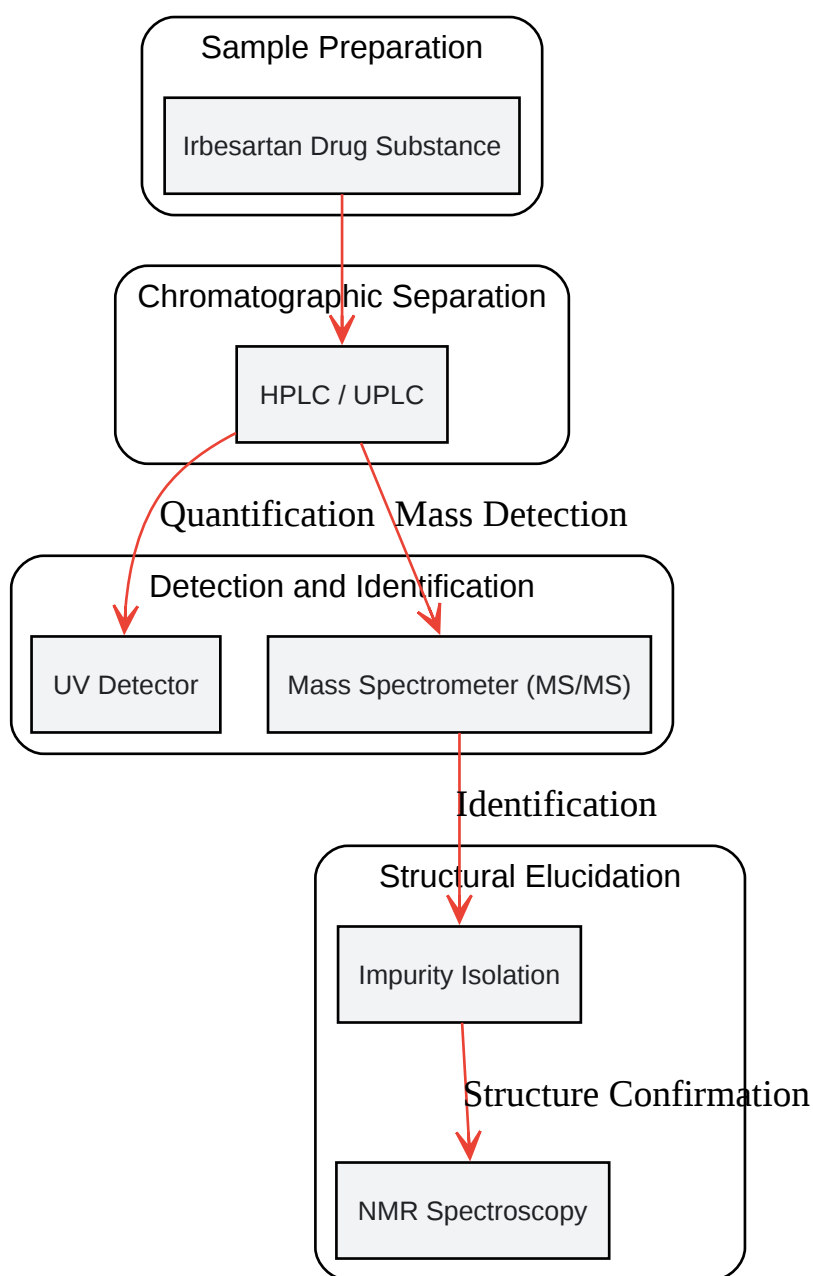 Sample Preparation
Irbesartan Drug Substance
Chromatographic Separation
HPLC / UPLC
Quantification
Mass Detection
Detection and Identification
UV Detector
Mass Spectrometer (MS/MS)
Identification
Structural Elucidation
Impurity Isolation
Structure Confirmation
NMR Spectroscopy